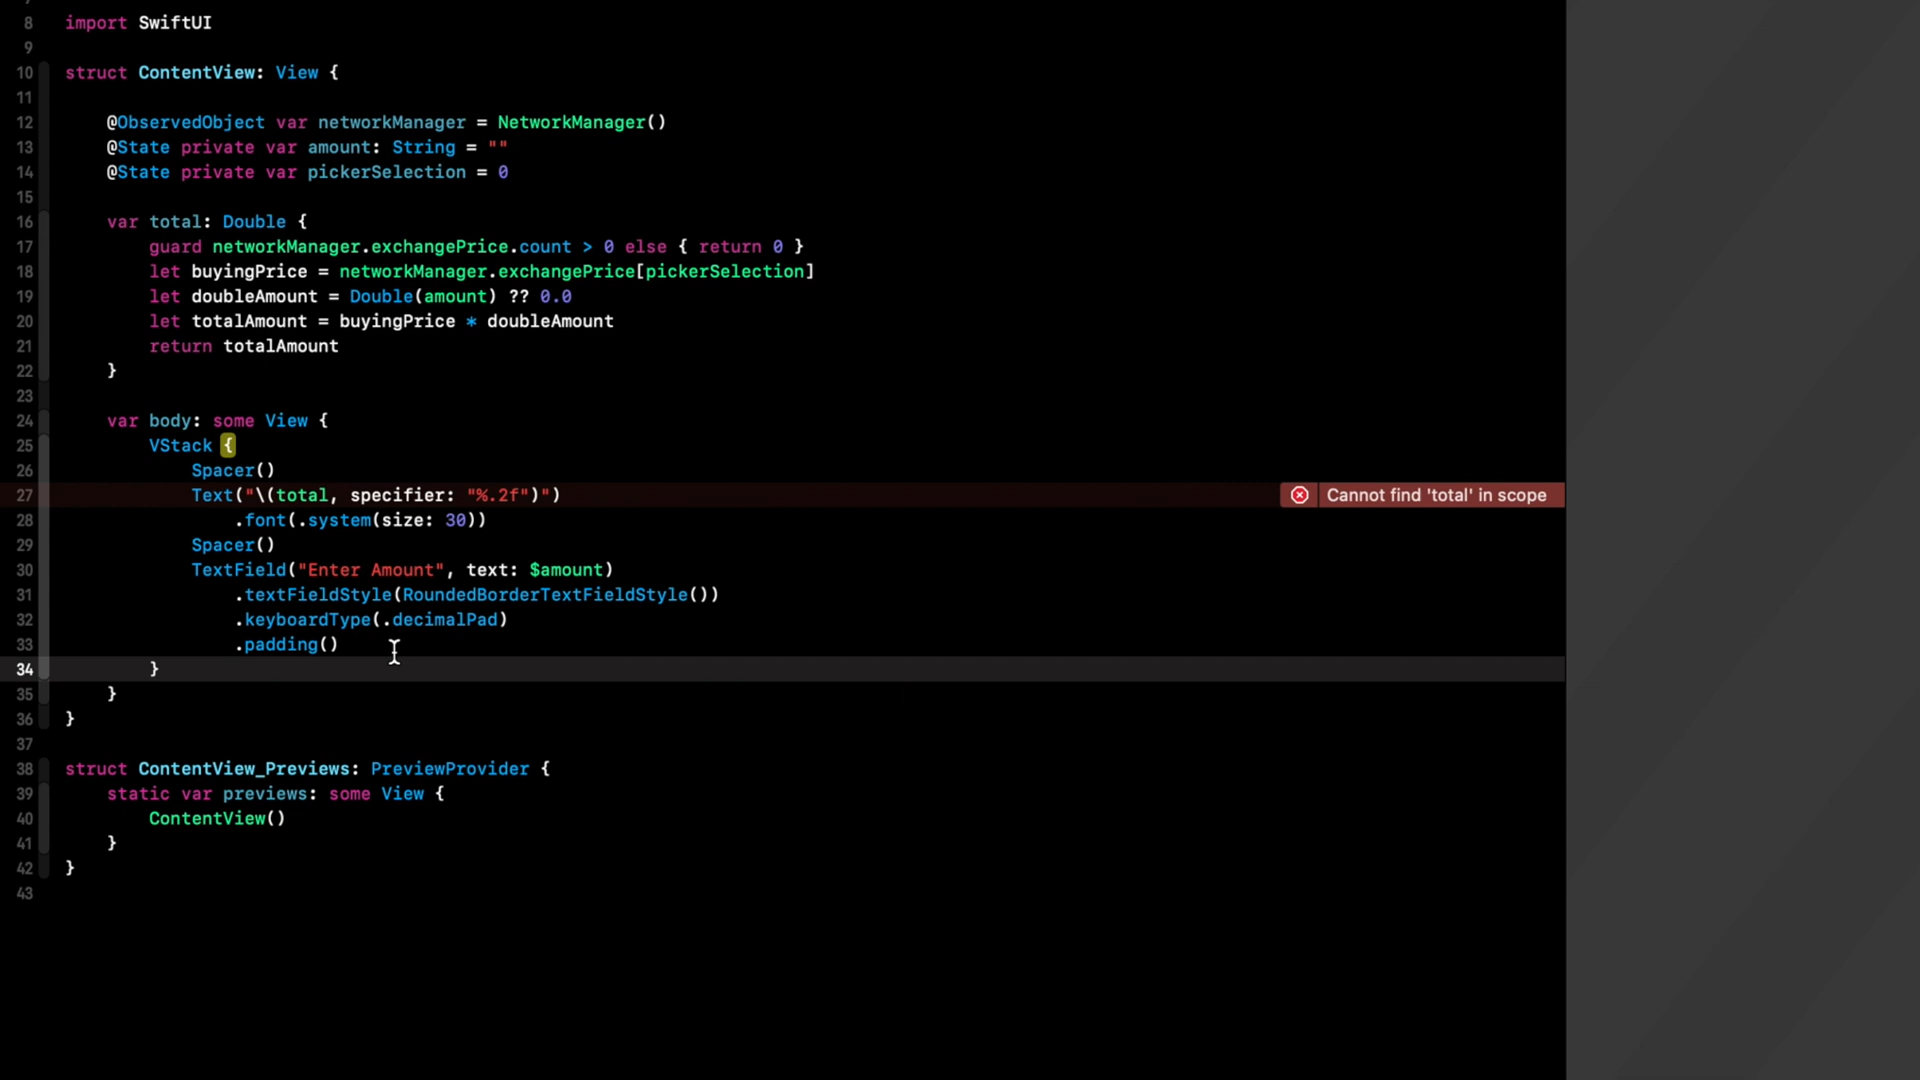 8 import SwiftUI
9
10 struct ContentView: View {
11
12 @ObservedObject var networkManager = NetworkManager()
13 @State private var amount: String = ""
14 @State private var pickerSelection = 0
15
16 var total: Double {
17 guard networkManager.exchangePrice.count > 0 else { return 0 }
18 let buyingPrice = networkManager.exchangePrice[pickerSelection]
19 let doubleAmount = Double(amount) ?? 0.0
20 let totalAmount = buyingPrice * doubleAmount
21 return totalAmount
22 }
23
24 var body: some View {
25 VStack {
26 Spacer()
27 Text("\(total, specifier: "%.2f")") Cannot find 'total' in scope
28 .font(.system(size: 30))
29 Spacer()
30 TextField("Enter Amount", text: $amount)
31 .textFieldStyle(RoundedBorderTextFieldStyle())
32 .keyboardType(.decimalPad)
33 .padding()
34 }
35 }
36 }
37
38 struct ContentView_Previews: PreviewProvider {
39 static var previews: some View {
40 ContentView()
41 }
42 }
43